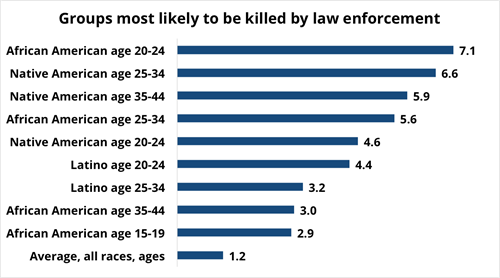 Groups most likely to be killed by law enforcement
African American age 20-24 7.1
Native American age 25-34 6.6
Native American age 35-44 5.9
African American age 25-34 5.6
Native American age 20-24 4.6
Latino age 20-24 4.4
Latino age 25-34 3.2
African American age 35-44 3.0
African American age 15-19 2.9
Average, all races, ages 1.2